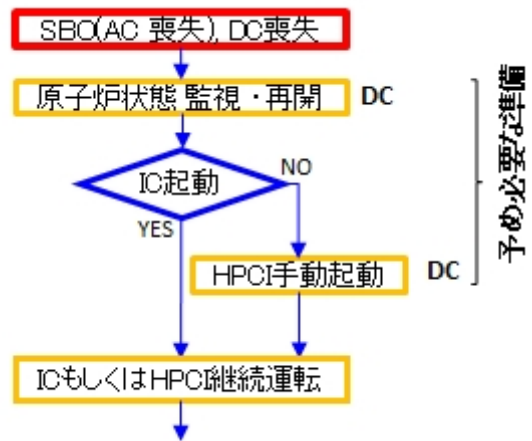 SBO(AC 喪失), DC喪失
原子炉状態 監視・再開
DC
IC起動
NO
YES
HPCI手動起動
DC
予め必要な準備
ICもしくはHPCI継続運転